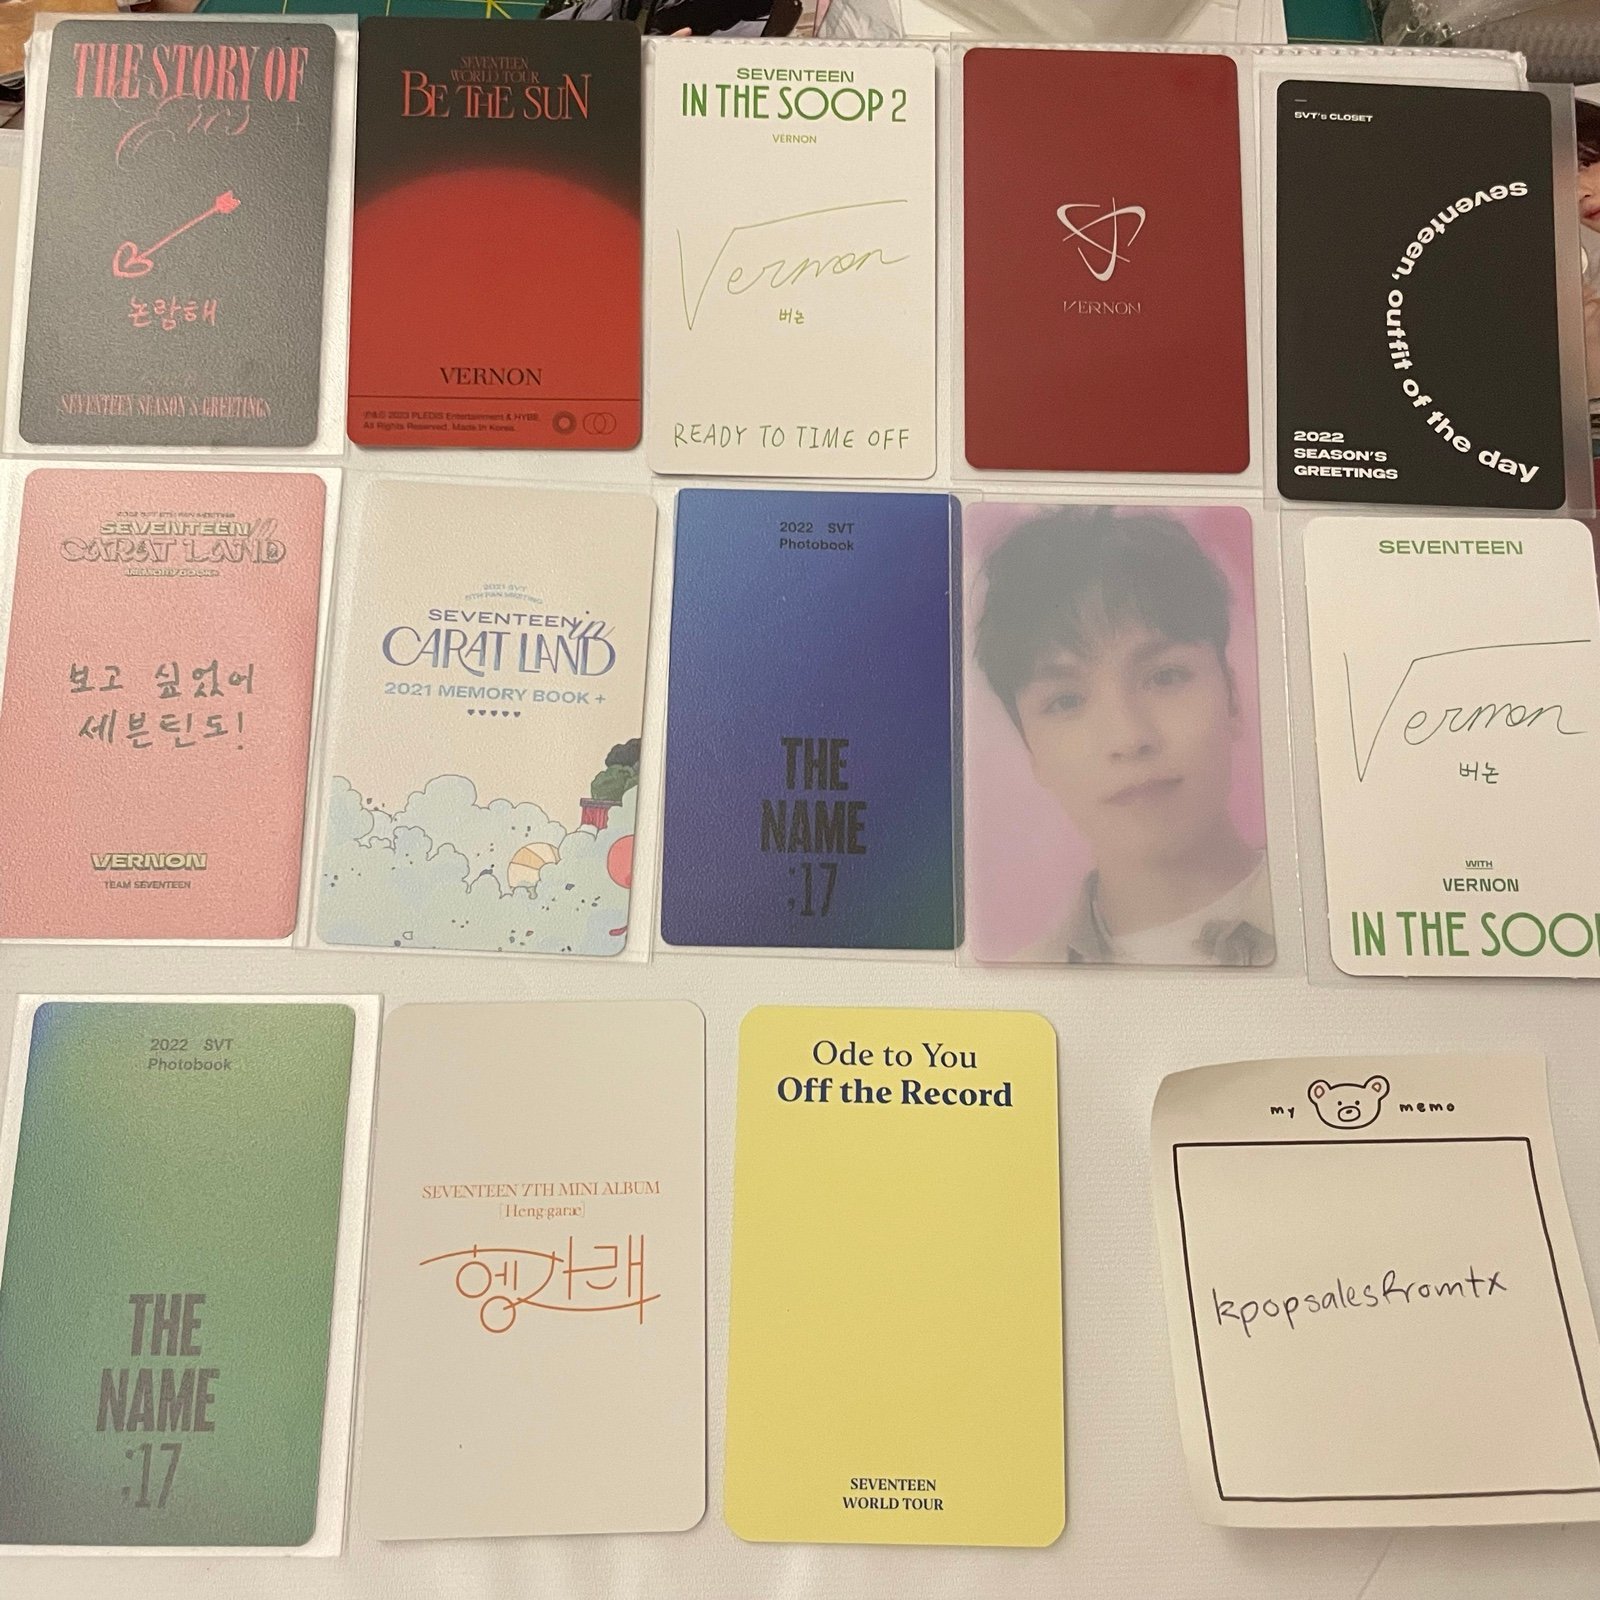 THE STORY OF
Eros
논람해
SEVENTEEN SEASON'S GREETINGS
SEVENTEEN
WORLD TOUR
BE THE SUN
VERNON
℗&© 2023 PLEDIS Entertainment & HYBE.
All Rights Reserved. Made in Korea.
SEVENTEEN
IN THE SOOP 2
VERNON
Vernon
버논
READY TO TIME OFF
VERNON
SVT's CLOSET
seventeen, outfit of the day
2022
SEASON'S
GREETINGS
SEVENTEEN in
CARAT LAND
MEMORY BOOK+
보고 싶었어
세븐틴도!
VERNON
TEAM SEVENTEEN
2021 SVT
5TH FAN MEETING
SEVENTEEN in
CARAT LAND
2021 MEMORY BOOK +
2022 SVT
Photobook
THE
NAME
;17
SEVENTEEN
Vernon
버논
WITH
VERNON
IN THE SOO
2022 SVT
Photobook
THE
NAME
;17
SEVENTEEN 7TH MINI ALBUM
[Heng:garæ]
헹가래
Ode to You
Off the Record
SEVENTEEN
WORLD TOUR
my memo
kpopsalesfromtx